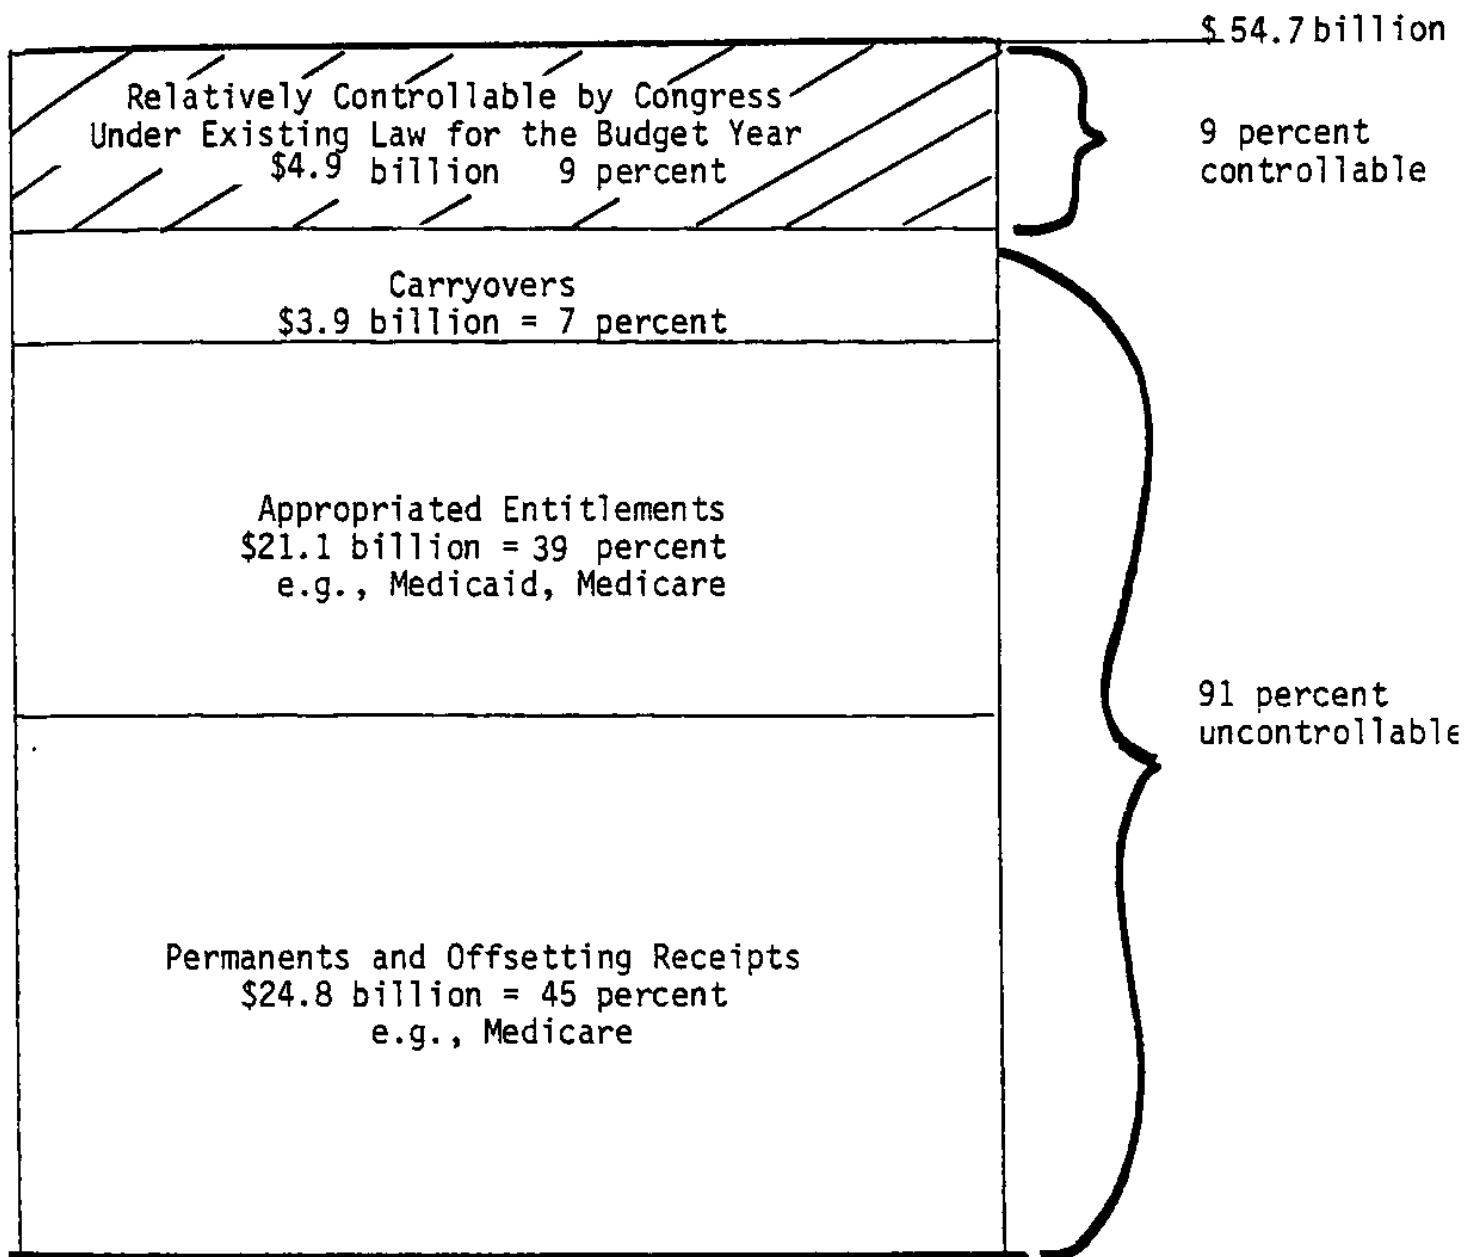 $ 54.7 billion
Relatively Controllable by Congress
Under Existing Law for the Budget Year
$4.9 billion 9 percent
9 percent
controllable
Carryovers
$3.9 billion = 7 percent
Appropriated Entitlements
$21.1 billion = 39 percent
e.g., Medicaid, Medicare
91 percent
uncontrollable
Permanents and Offsetting Receipts
$24.8 billion = 45 percent
e.g., Medicare